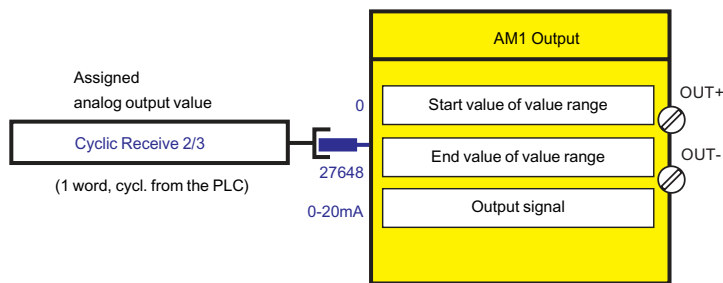 AM1 Output
Assigned
analog output value
Cyclic Receive 2/3
(1 word, cycl. from the PLC)
0
27648
0-20mA
Start value of value range
End value of value range
Output signal
OUT+
OUT-